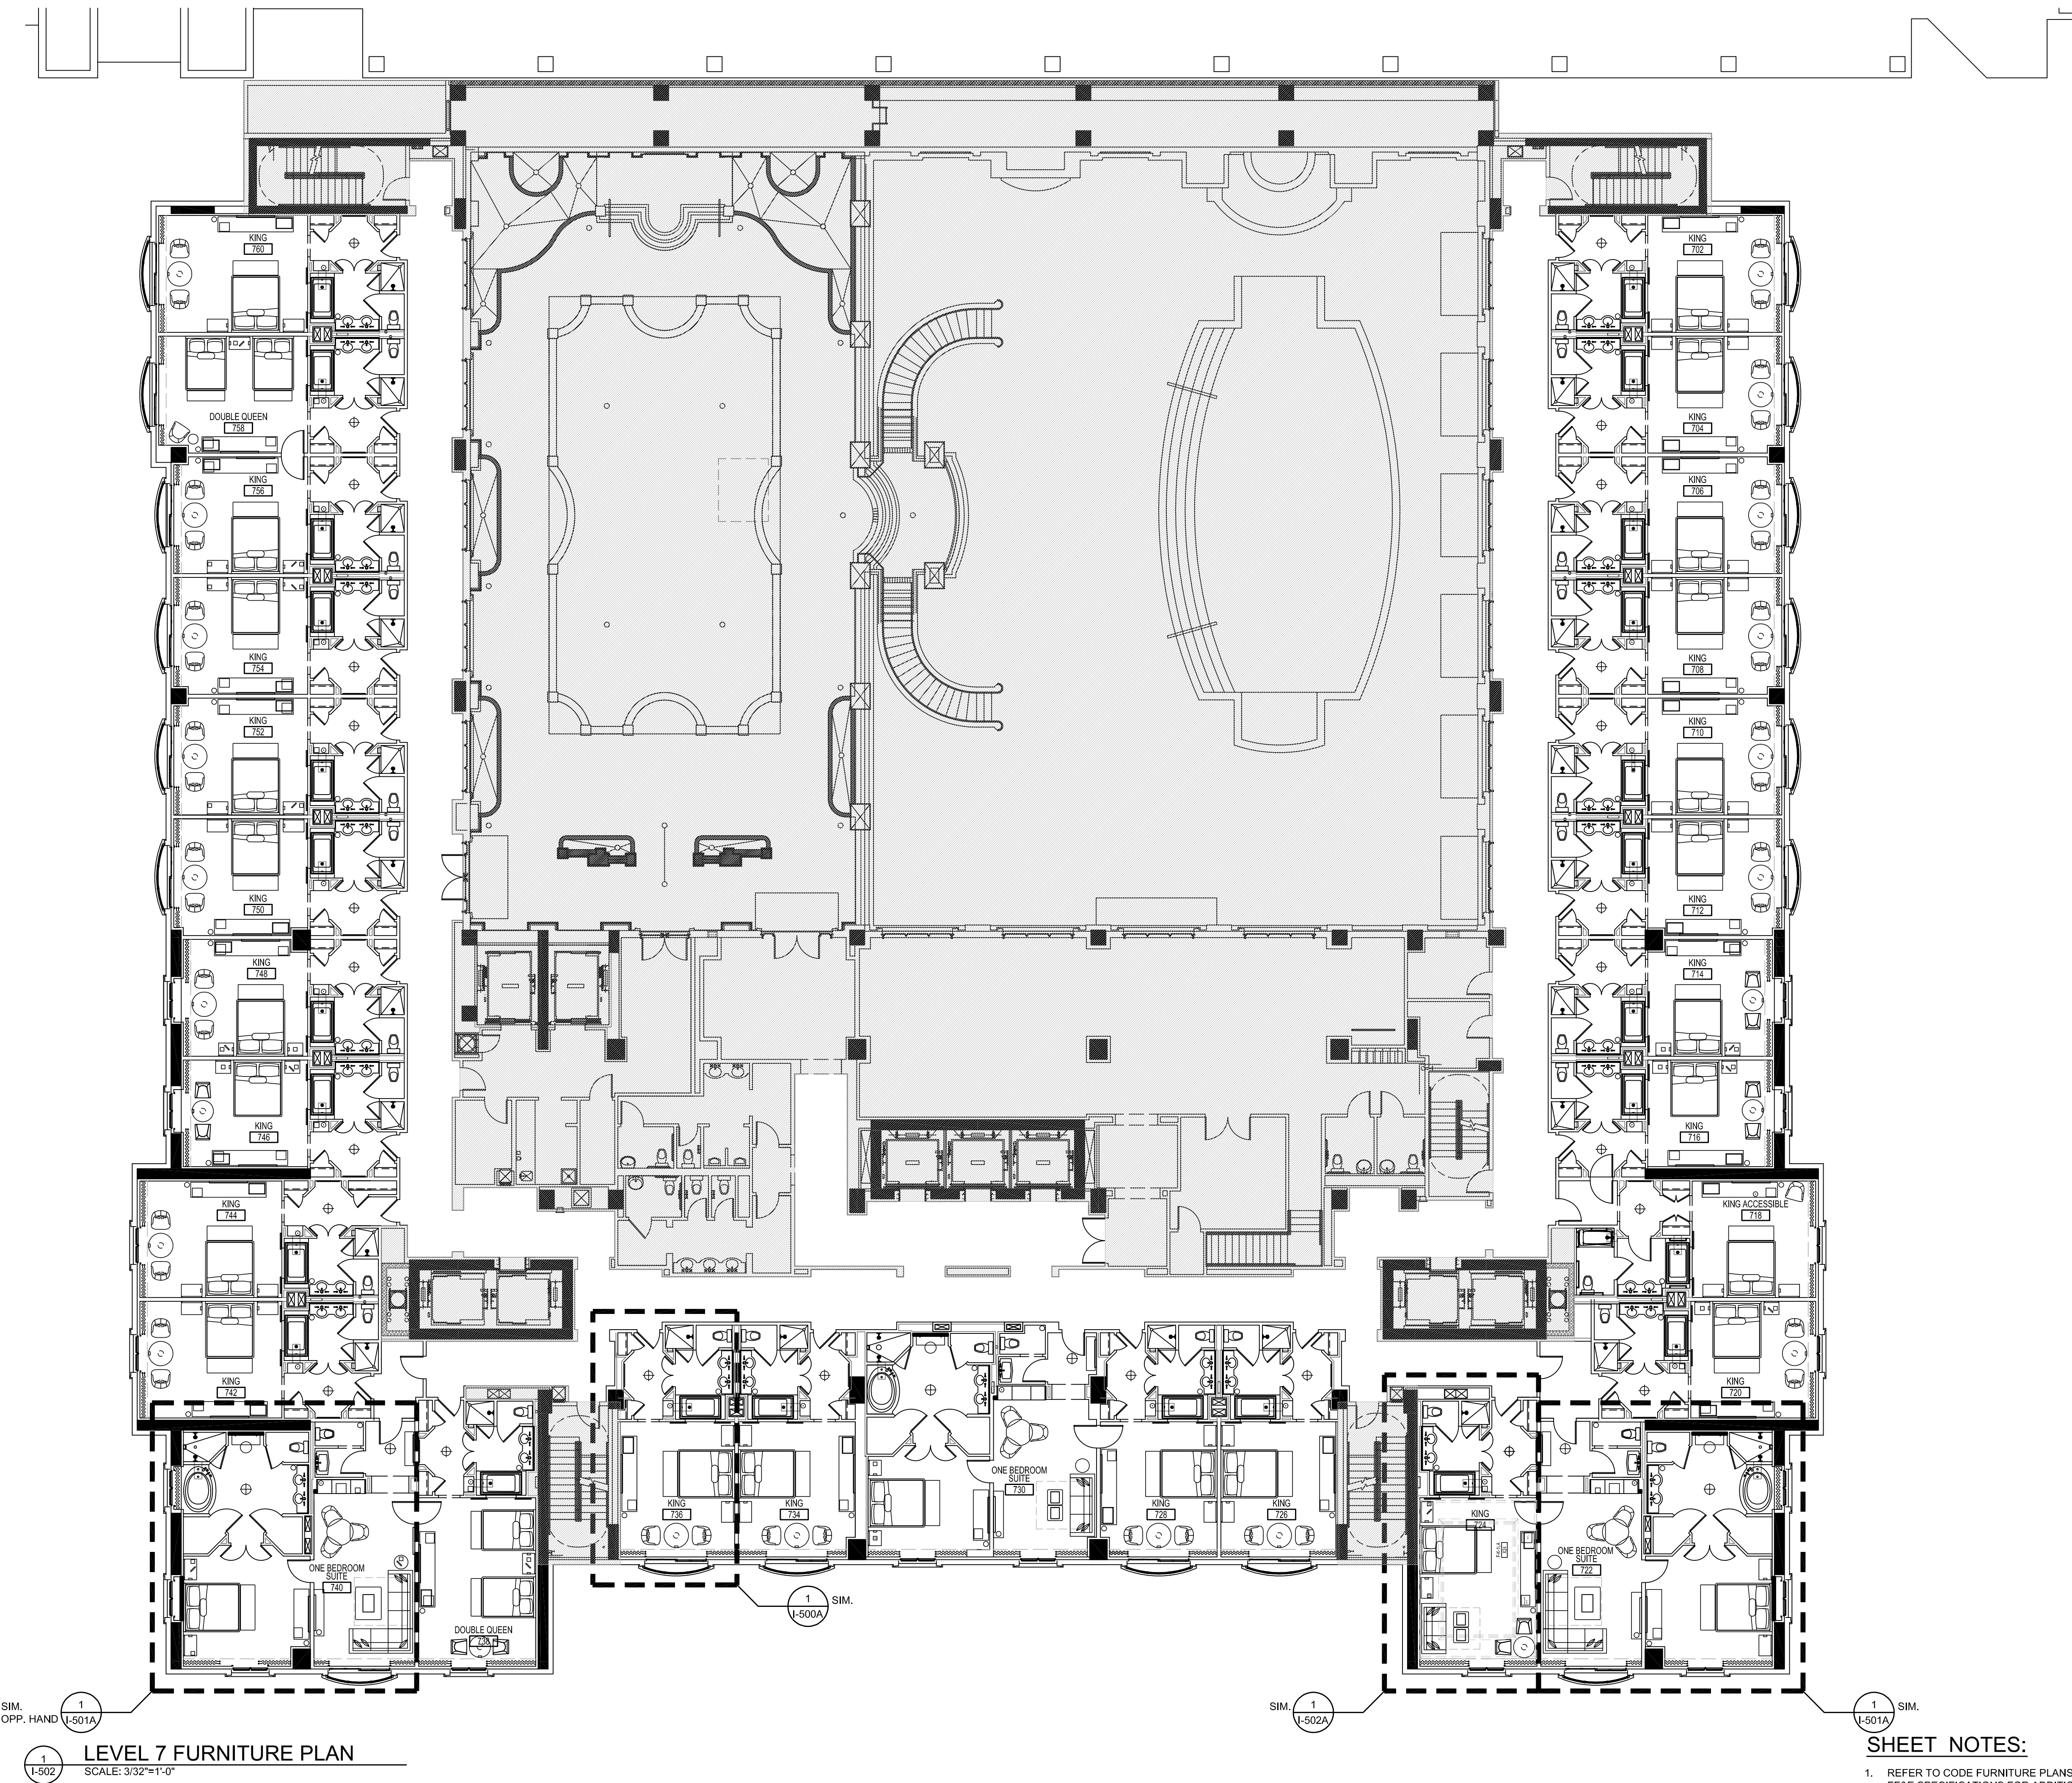 KING
760
DOUBLE QUEEN
758
KING
756
KING
754
KING
752
KING
750
KING
748
KING
746
KING
744
KING
742
KING
702
KING
704
KING
706
KING
708
KING
710
KING
712
KING
714
KING
716
KING ACCESSIBLE
718
KING
720
ONE BEDROOM
SUITE
740
DOUBLE QUEEN
738
KING
736
KING
734
ONE BEDROOM
SUITE
730
KING
728
KING
726
KING
724
ONE BEDROOM
SUITE
722
1
I-500A
SIM.
SIM.
OPP. HAND
1
I-501A
SIM.
1
I-502A
1
I-501A
SIM.
1
I-502
LEVEL 7 FURNITURE PLAN
SCALE: 3/32"=1'-0"
SHEET NOTES:
1. REFER TO CODE FURNITURE PLANS